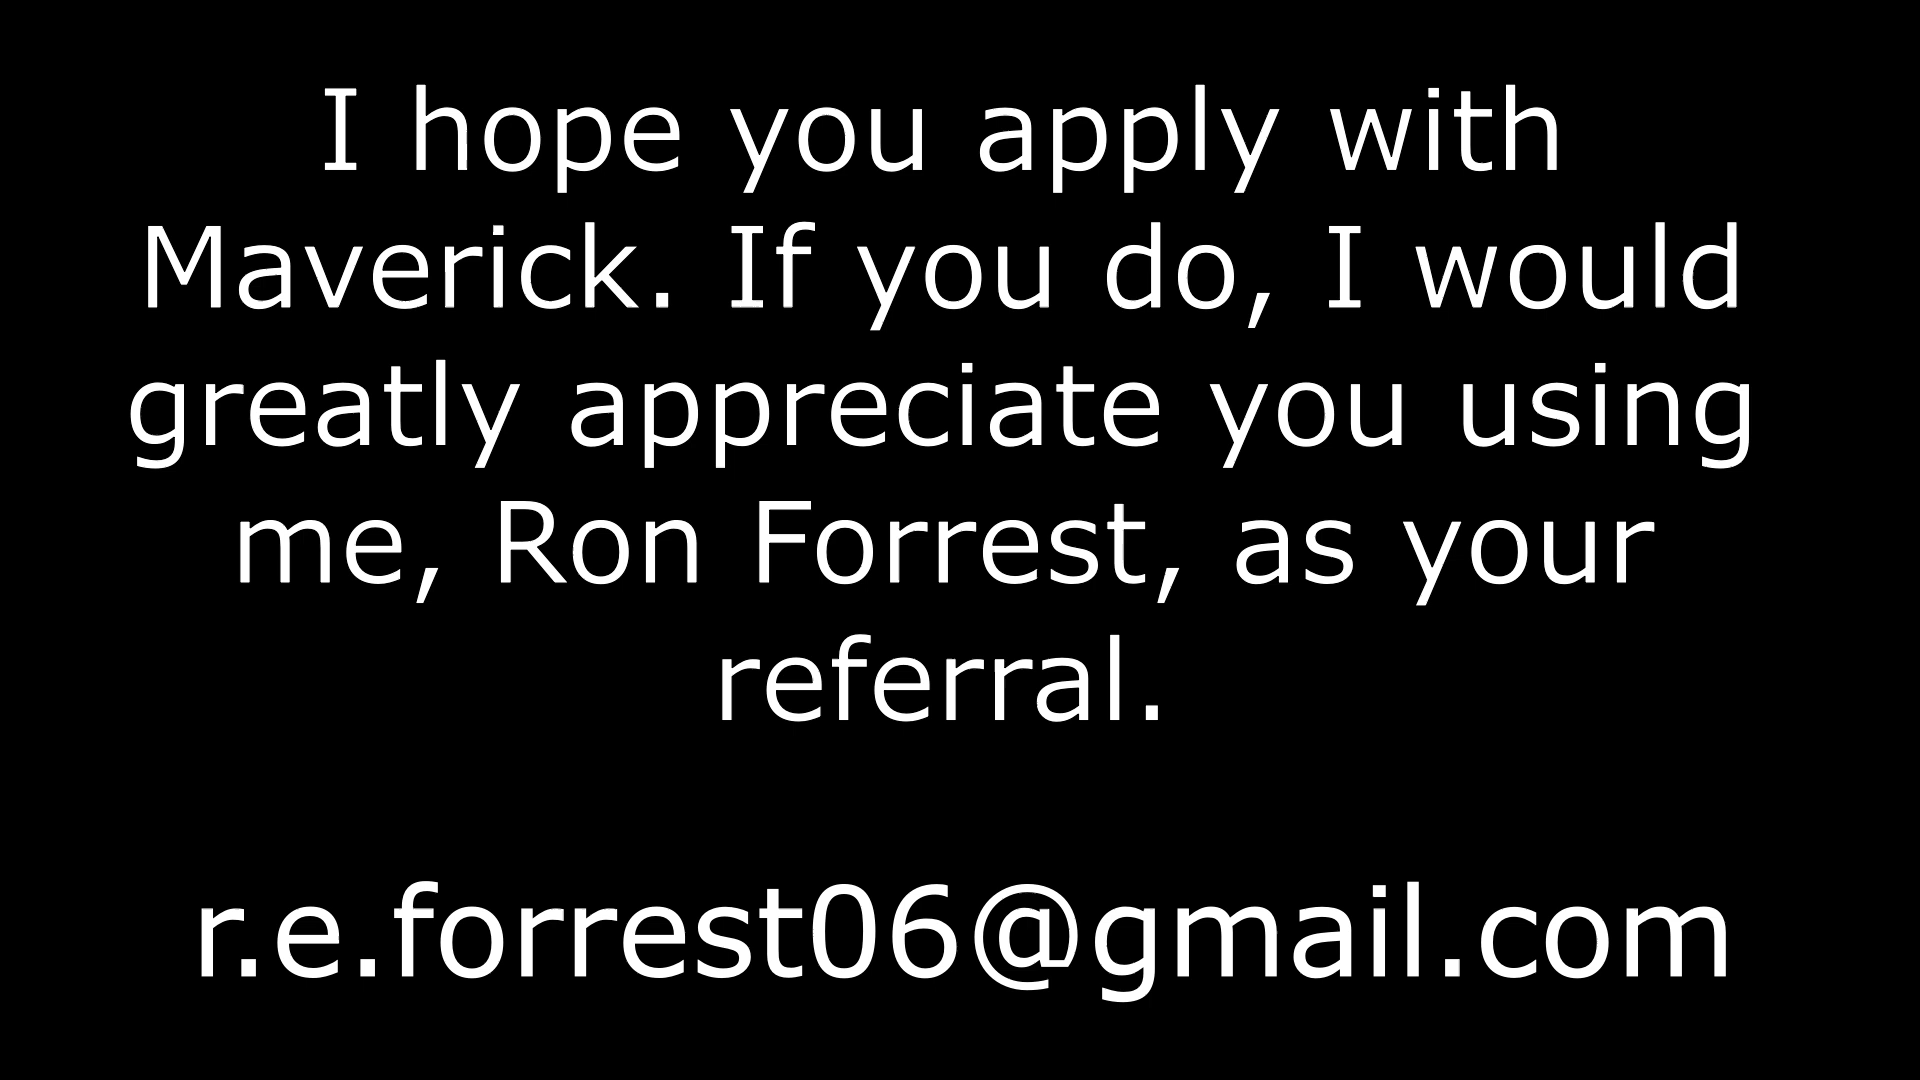 I hope you apply with
Maverick. If you do, I would
greatly appreciate you using
me, Ron Forrest, as your
referral.
r.e.forrest06@gmail.com